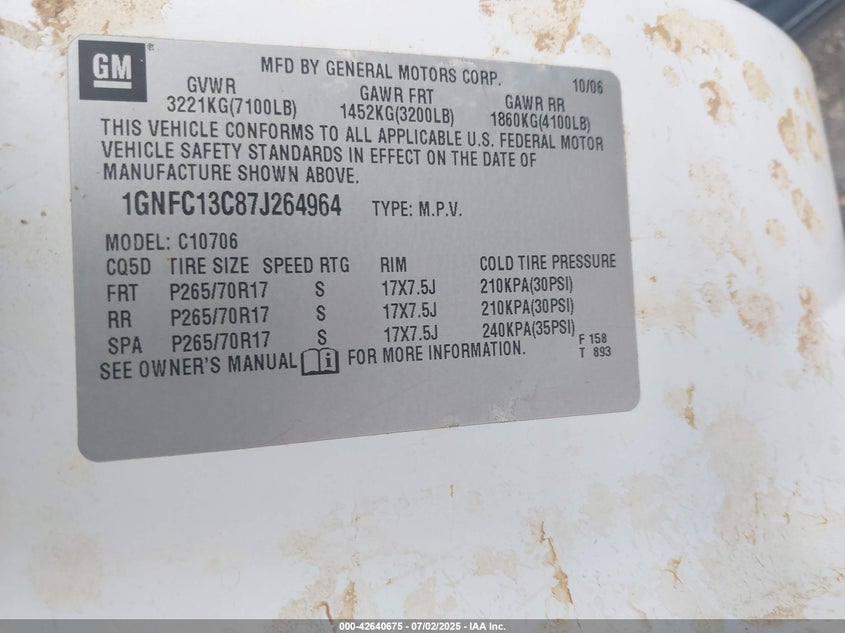 GM
MFD BY GENERAL MOTORS CORP. 10/06
GVWR GAWR FRT GAWR RR
3221KG(7100LB) 1452KG(3200LB) 1860KG(4100LB)
THIS VEHICLE CONFORMS TO ALL APPLICABLE U.S. FEDERAL MOTOR
VEHICLE SAFETY STANDARDS IN EFFECT ON THE DATE OF
MANUFACTURE SHOWN ABOVE.
1GNFC13C87J264964 TYPE: M.P.V.
MODEL: C10706
CQ5D TIRE SIZE SPEED RTG RIM COLD TIRE PRESSURE
FRT P265/70R17 S 17X7.5J 210KPA(30PSI)
RR P265/70R17 S 17X7.5J 210KPA(30PSI)
SPA P265/70R17 S 17X7.5J 240KPA(35PSI)
SEE OWNER'S MANUAL i FOR MORE INFORMATION.
F 158
T 893
000-42640675 - 07/02/2025 - IAA Inc.